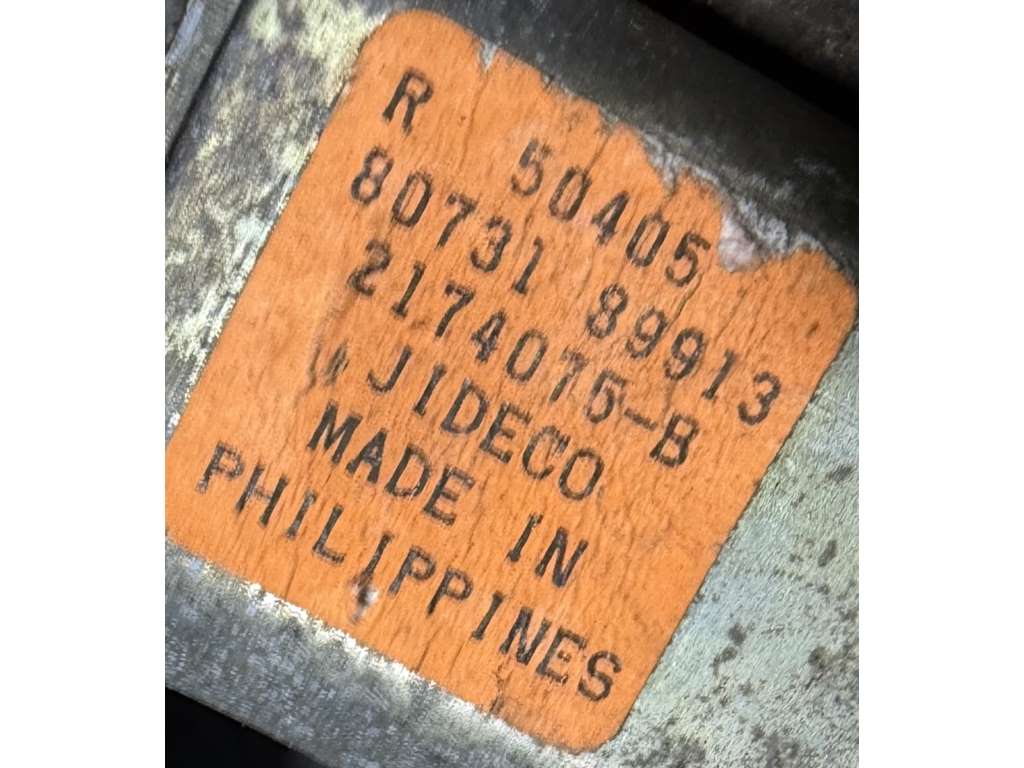 R 50405
80731 89913
2174075-B
JIDECO
MADE IN
PHILIPPINES